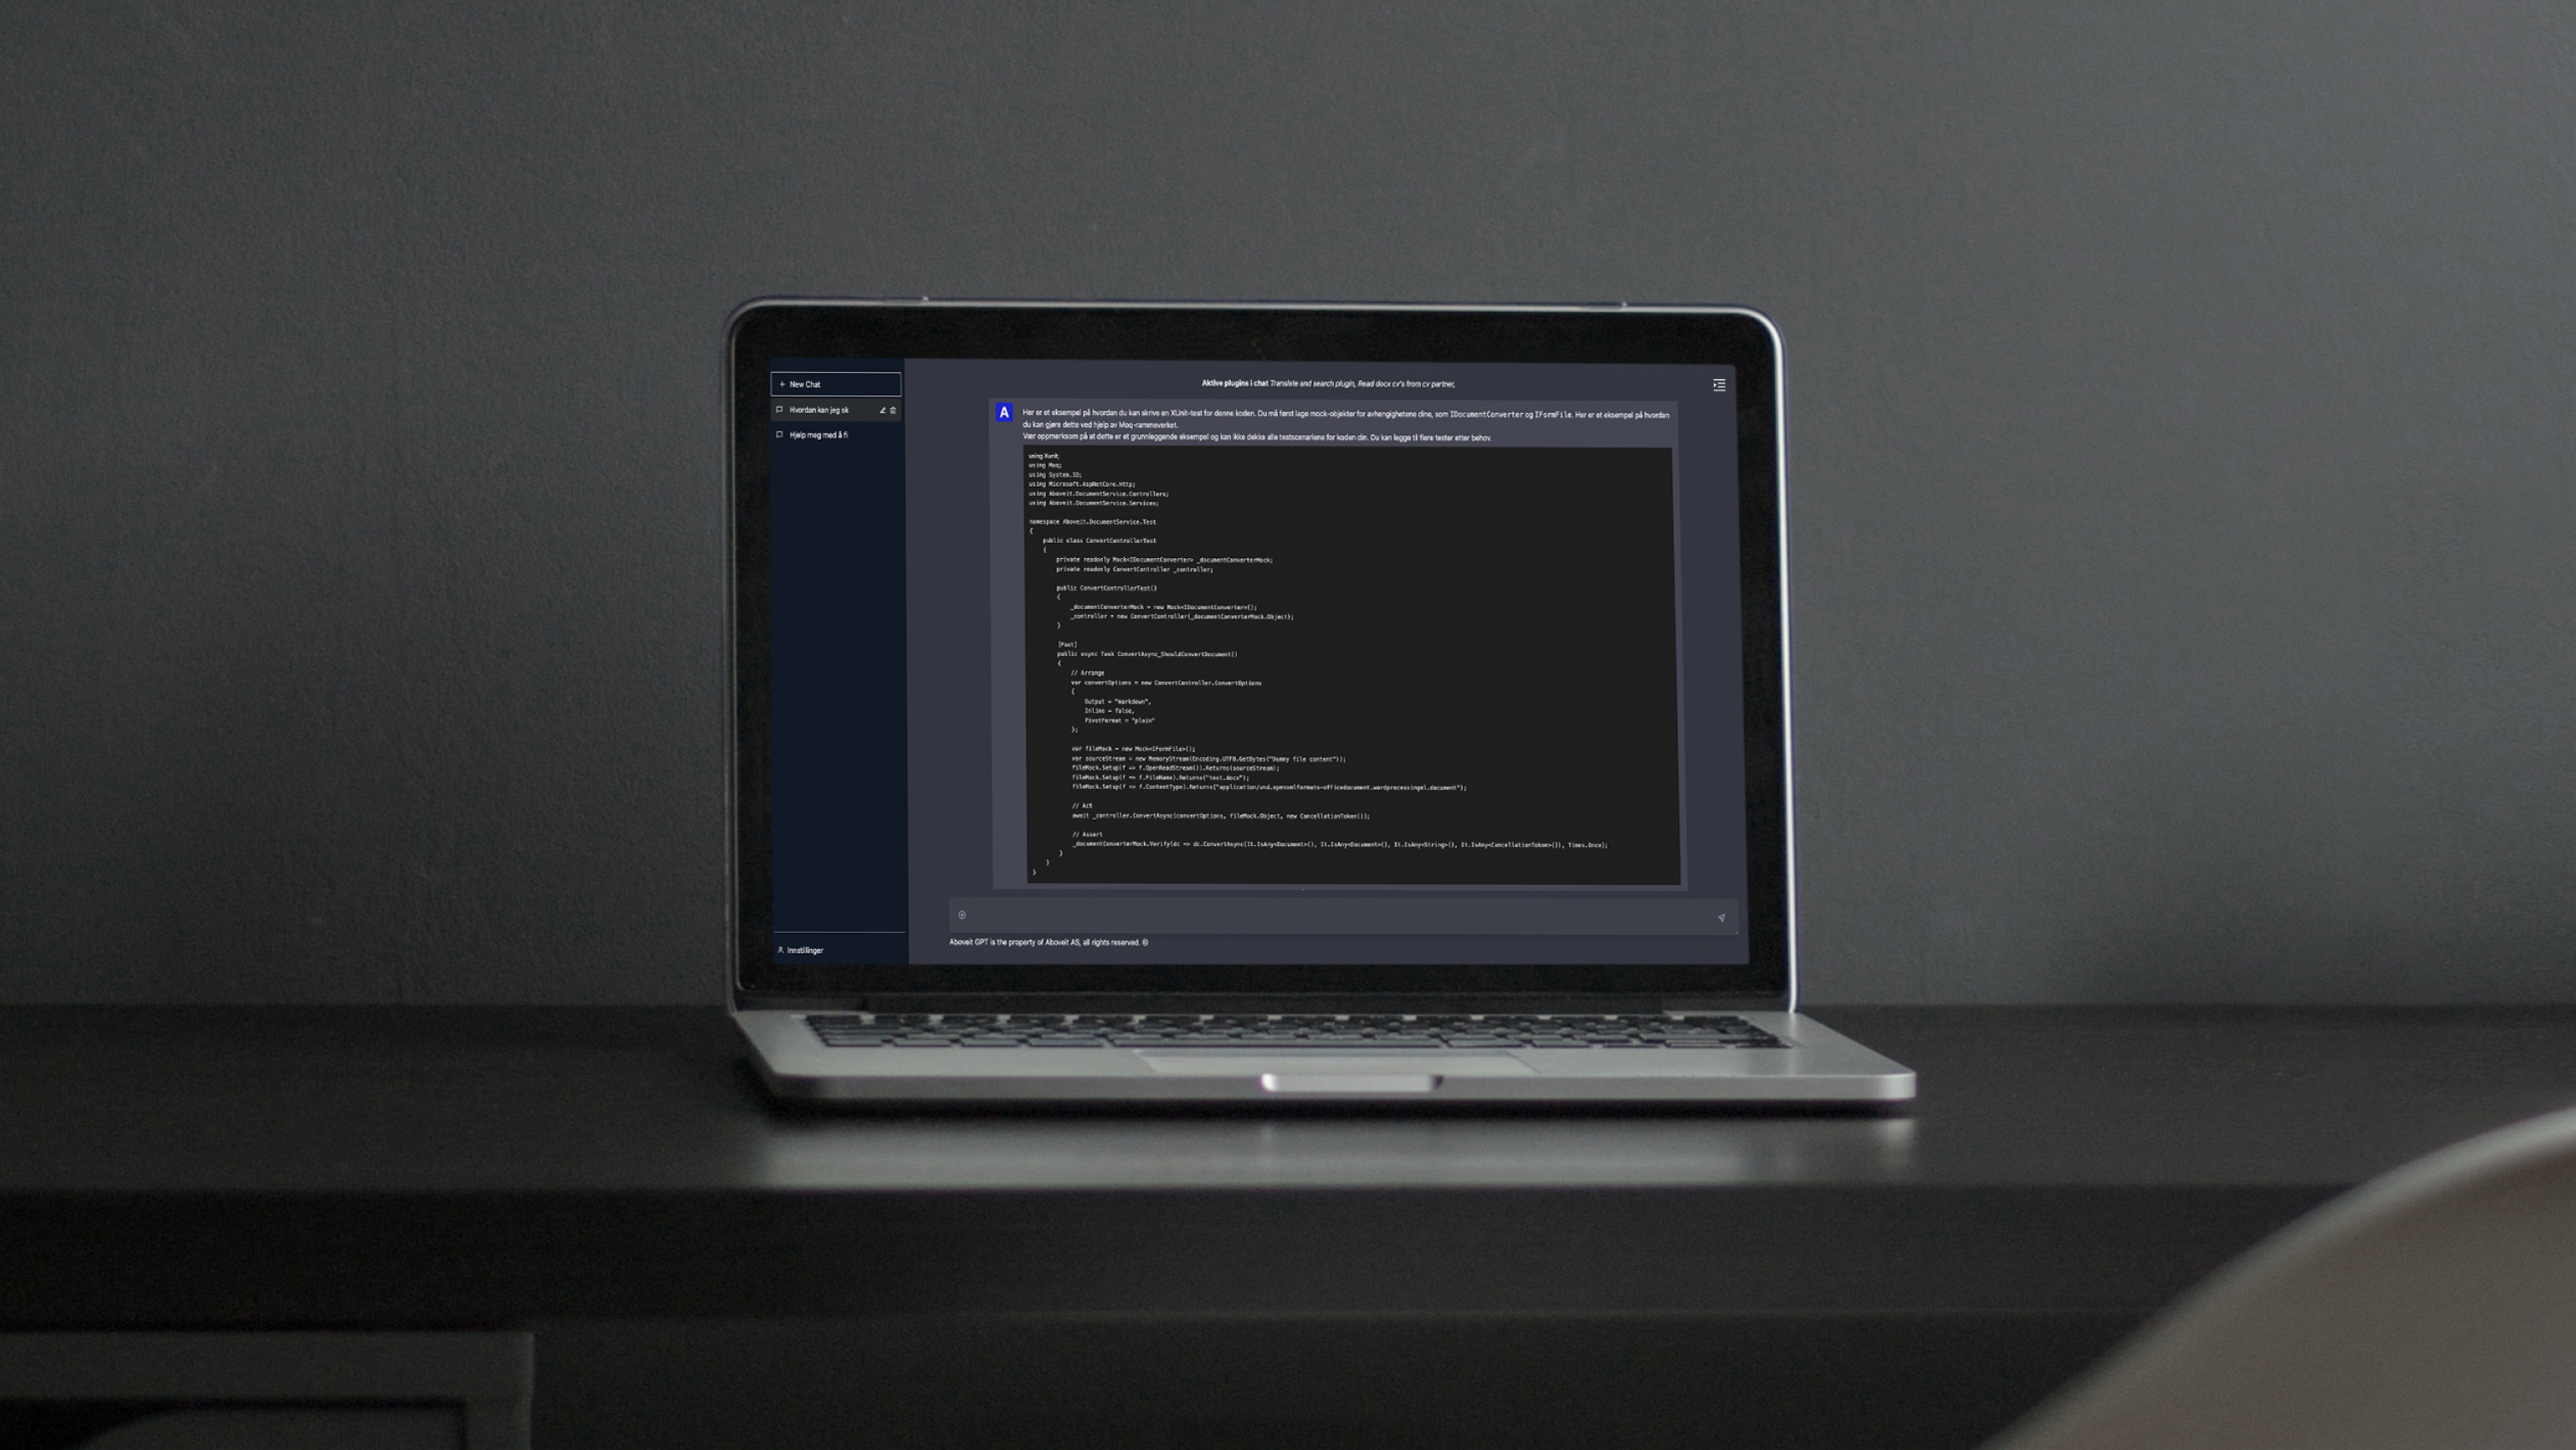 + New Chat
Hvordan kan jeg sk
Hjelp meg med å fi
Innstillinger
Aktive plugins i chat Translate and search plugin, Read docx cv's from cv partner,
A
Her er et eksempel på hvordan du kan skrive en XUnit-test for denne koden. Du må først lage mock-objekter for avhengighetene dine, som IDocumentConverter og IFormFile. Her er et eksempel på hvordan
du kan gjøre dette ved hjelp av Moq-rammeverket.
Vær oppmerksom på at dette er et grunnleggende eksempel og kan ikke dekke alle testscenariene for koden din. Du kan legge til flere tester etter behov.
using Xunit;
using Moq;
using System.IO;
using Microsoft.AspNetCore.Http;
using Aboveit.DocumentService.Controllers;
using Aboveit.DocumentService.Services;
namespace Aboveit.DocumentService.Test
{
public class ConvertControllerTest
{
private readonly Mock<IDocumentConverter> _documentConverterMock;
private readonly ConvertController _controller;
public ConvertControllerTest()
{
_documentConverterMock = new Mock<IDocumentConverter>();
_controller = new ConvertController(_documentConverterMock.Object);
}
[Fact]
public async Task ConvertAsync_ShouldConvertDocument()
{
// Arrange
var convertOptions = new ConvertController.ConvertOptions
{
Output = "markdown",
Inline = false,
PivotFormat = "plain"
};
var fileMock = new Mock<IFormFile>();
var sourceStream = new MemoryStream(Encoding.UTF8.GetBytes("Dummy file content"));
fileMock.Setup(f => f.OpenReadStream()).Returns(sourceStream);
fileMock.Setup(f => f.FileName).Returns("test.docx");
fileMock.Setup(f => f.ContentType).Returns("application/vnd.openxmlformats-officedocument.wordprocessingml.document");
// Act
await _controller.ConvertAsync(convertOptions, fileMock.Object, new CancellationToken());
// Assert
_documentConverterMock.Verify(dc => dc.ConvertAsync(It.IsAny<Document>(), It.IsAny<Document>(), It.IsAny<String>(), It.IsAny<CancellationToken>()), Times.Once);
}
}
}
Aboveit GPT is the property of Aboveit AS, all rights reserved. ©